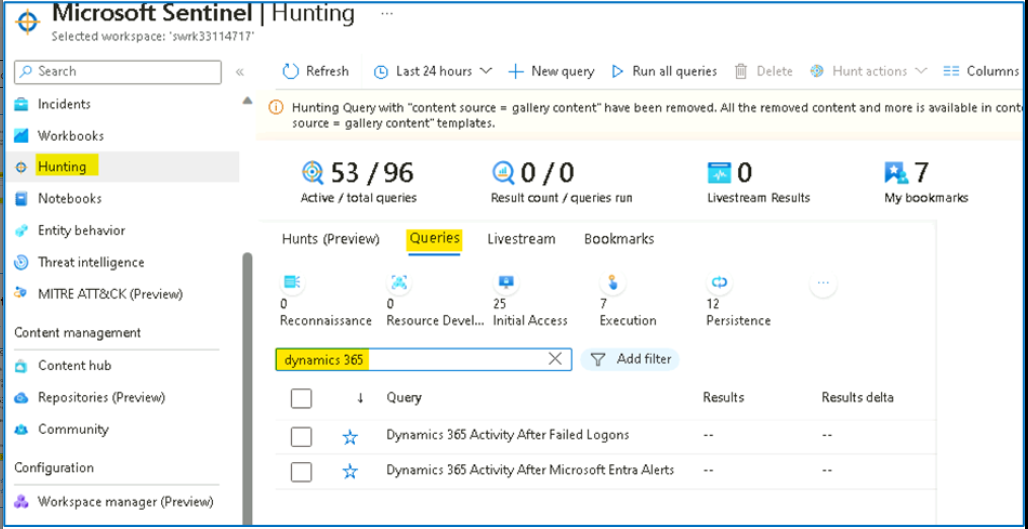 Microsoft Sentinel | Hunting ...
Selected workspace: 'swrk33114717'
Search
«
Refresh
Last 24 hours
New query
Run all queries
Delete
Hunt actions
Columns
Incidents
Workbooks
Hunting
Notebooks
Entity behavior
Threat intelligence
MITRE ATT&CK (Preview)
Content management
Content hub
Repositories (Preview)
Community
Configuration
Workspace manager (Preview)
Hunting Query with "content source = gallery content" have been removed. All the removed content and more is available in cont
source = gallery content" templates.
53 / 96
Active / total queries
0 / 0
Result count / queries run
0
Livestream Results
7
My bookmarks
Hunts (Preview)
Queries
Livestream
Bookmarks
0
Reconnaissance
0
Resource Devel...
25
Initial Access
7
Execution
12
Persistence
...
dynamics 365
Add filter
↓ Query Results Results delta
Dynamics 365 Activity After Failed Logons -- --
Dynamics 365 Activity After Microsoft Entra Alerts -- --